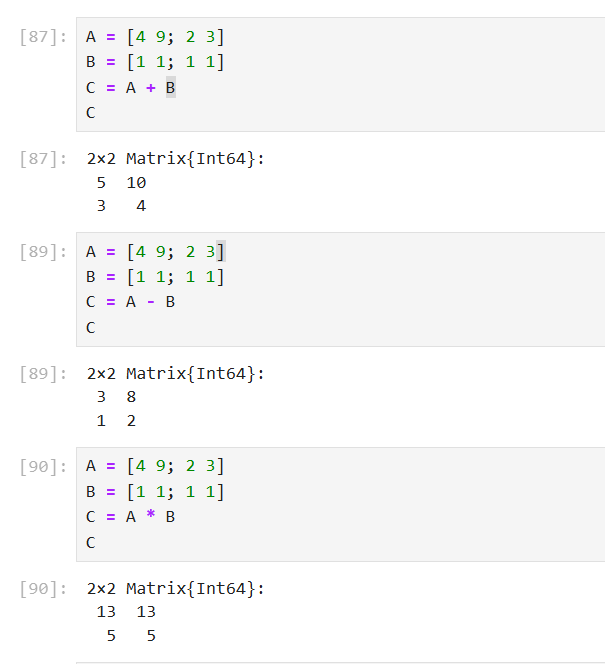 [87]: A = [4 9; 2 3]
B = [1 1; 1 1]
C = A + B
C
[87]: 2×2 Matrix{Int64}:
5 10
3 4
[89]: A = [4 9; 2 3]
B = [1 1; 1 1]
C = A - B
C
[89]: 2×2 Matrix{Int64}:
3 8
1 2
[90]: A = [4 9; 2 3]
B = [1 1; 1 1]
C = A * B
C
[90]: 2×2 Matrix{Int64}:
13 13
5 5